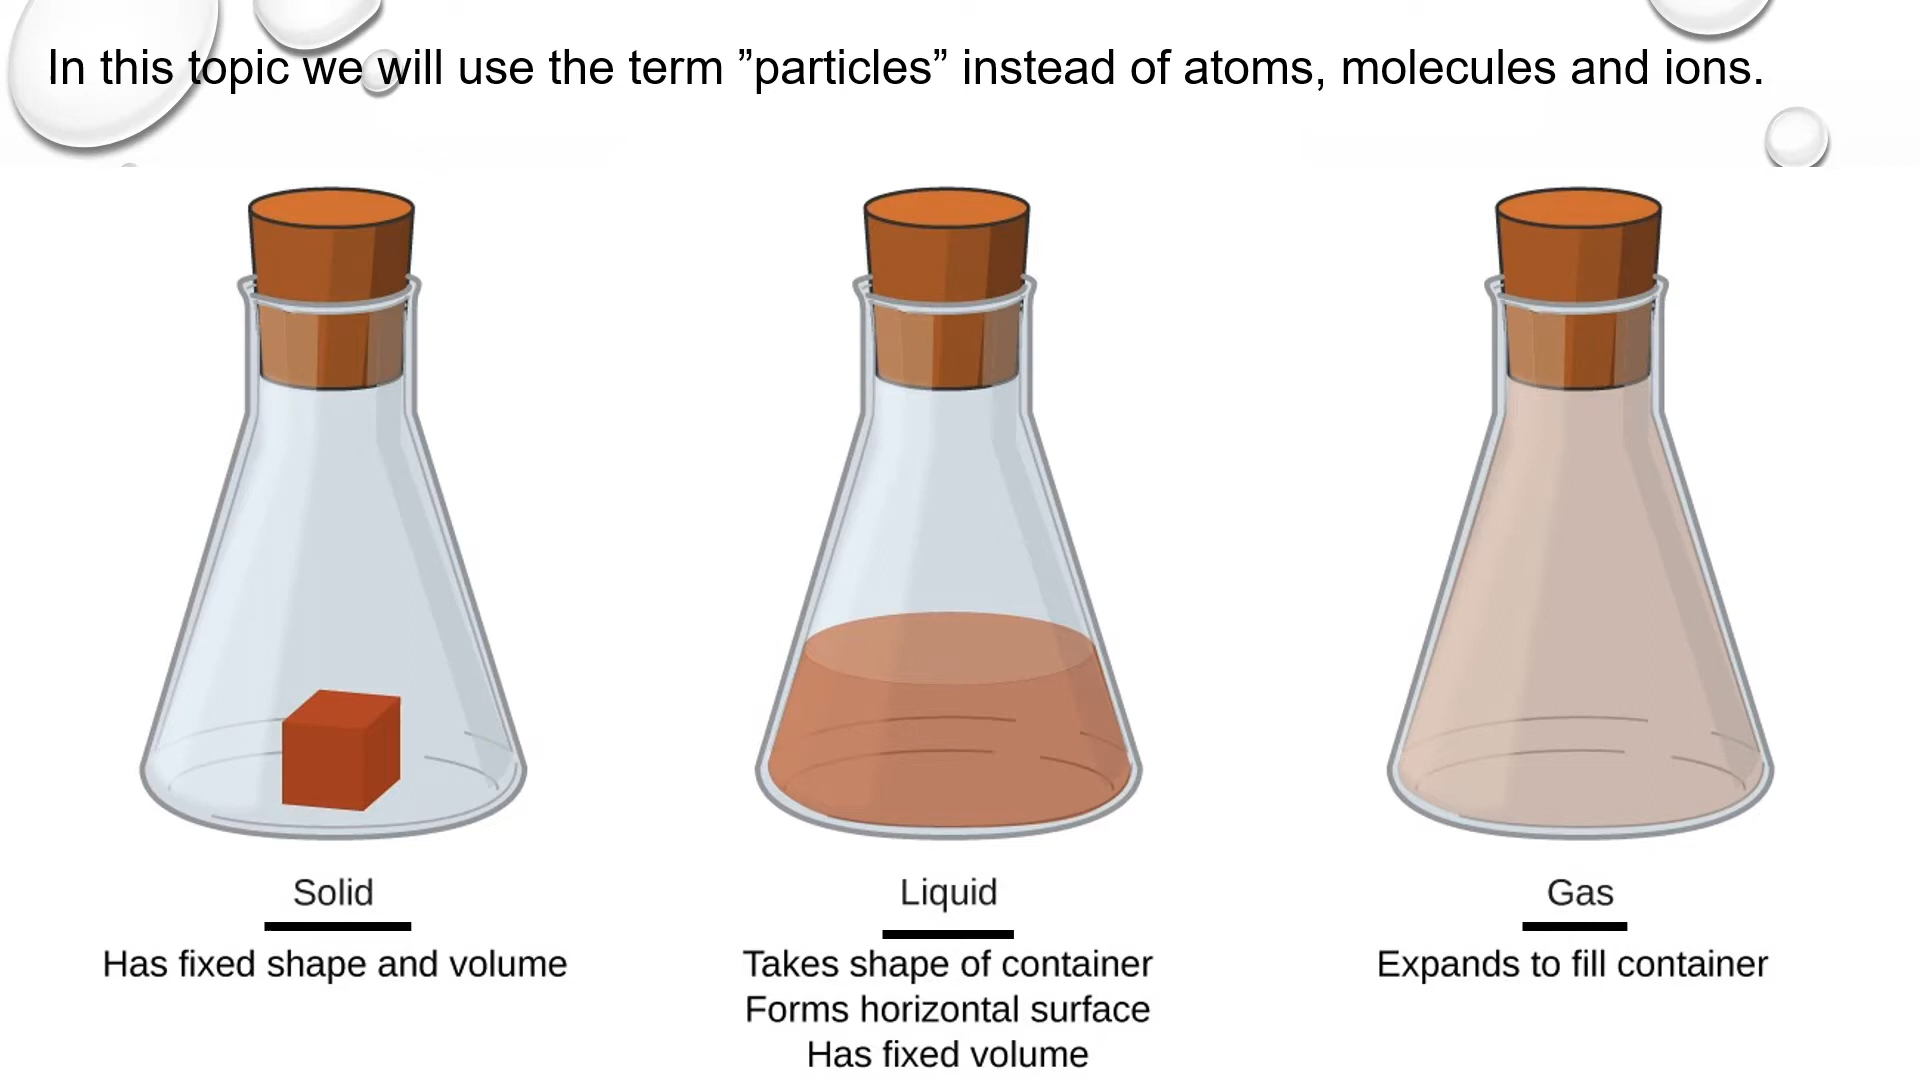 In this topic we will use the term ”particles” instead of atoms, molecules and ions.
Solid
Has fixed shape and volume
Liquid
Takes shape of container
Forms horizontal surface
Has fixed volume
Gas
Expands to fill container